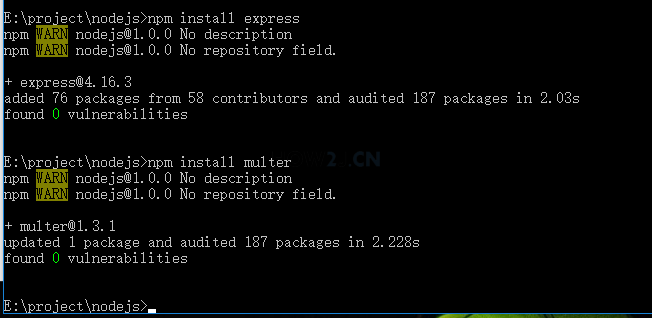 E:\project\nodejs>npm install express
npm WARN nodejs@1.0.0 No description
npm WARN nodejs@1.0.0 No repository field.
+ express@4.16.3
added 76 packages from 58 contributors and audited 187 packages in 2.03s
found 0 vulnerabilities
E:\project\nodejs>npm install multer
npm WARN nodejs@1.0.0 No description
npm WARN nodejs@1.0.0 No repository field.
+ multer@1.3.1
updated 1 package and audited 187 packages in 2.228s
found 0 vulnerabilities
E:\project\nodejs>